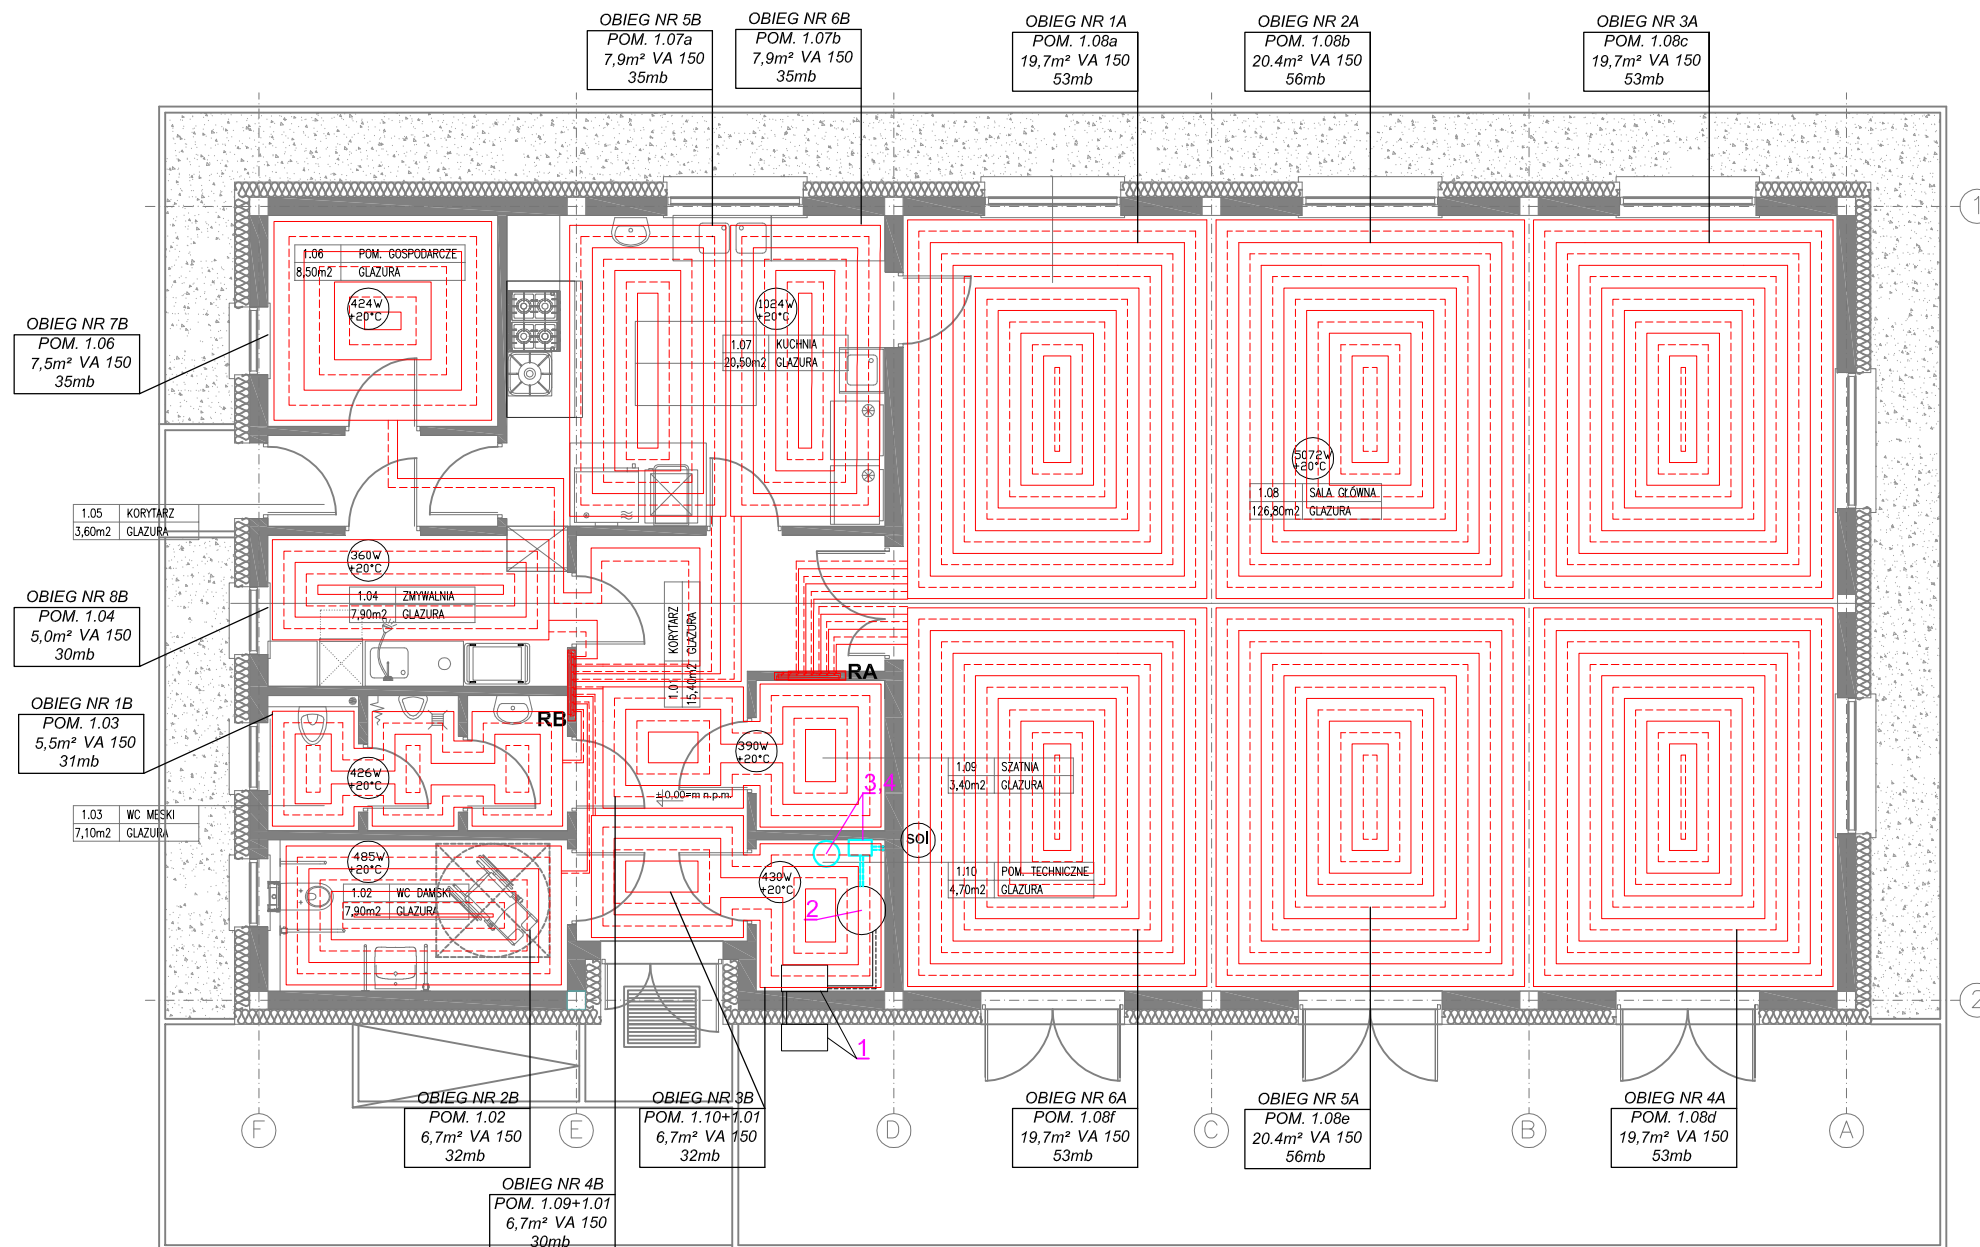 OBIEG NR 5B
POM. 1.07a
7,9m² VA 150
35mb
OBIEG NR 6B
POM. 1.07b
7,9m² VA 150
35mb
OBIEG NR 1A
POM. 1.08a
19,7m² VA 150
53mb
OBIEG NR 2A
POM. 1.08b
20.4m² VA 150
56mb
OBIEG NR 3A
POM. 1.08c
19,7m² VA 150
53mb
1
1.06 POM. GOSPODARCZE
8,50m2 GLAZURA
424W
+20°C
1024W
+20°C
OBIEG NR 7B
POM. 1.06
7,5m² VA 150
35mb
1.07 KUCHNIA
20,50m2 GLAZURA
5072W
+20°C
1.08 SALA GŁÓWNA
126,80m2 GLAZURA
1.05 KORYTARZ
3,60m2 GLAZURA
360W
+20°C
OBIEG NR 8B
POM. 1.04
5,0m² VA 150
30mb
1.04 ZMYWALNIA
7,90m2 GLAZURA
1.01 KORYTARZ
15,40m2 GLAZURA
RA
RB
OBIEG NR 1B
POM. 1.03
5,5m² VA 150
31mb
426W
+20°C
390W
+20°C
1.09 SZATNIA
3,40m2 GLAZURA
3,4
±0,00=m n.p.m.
1.03 WC MĘSKI
7,10m2 GLAZURA
sol
485W
+20°C
430W
+20°C
1.10 POM. TECHNICZNE
4,70m2 GLAZURA
1.02 WC DAMSKI
7,90m2 GLAZURA
2
2
1
OBIEG NR 2B
POM. 1.02
6,7m² VA 150
32mb
OBIEG NR 3B
POM. 1.10+1.01
6,7m² VA 150
32mb
OBIEG NR 6A
POM. 1.08f
19,7m² VA 150
53mb
OBIEG NR 5A
POM. 1.08e
20.4m² VA 150
56mb
OBIEG NR 4A
POM. 1.08d
19,7m² VA 150
53mb
F
E
D
C
B
A
OBIEG NR 4B
POM. 1.09+1.01
6,7m² VA 150
30mb